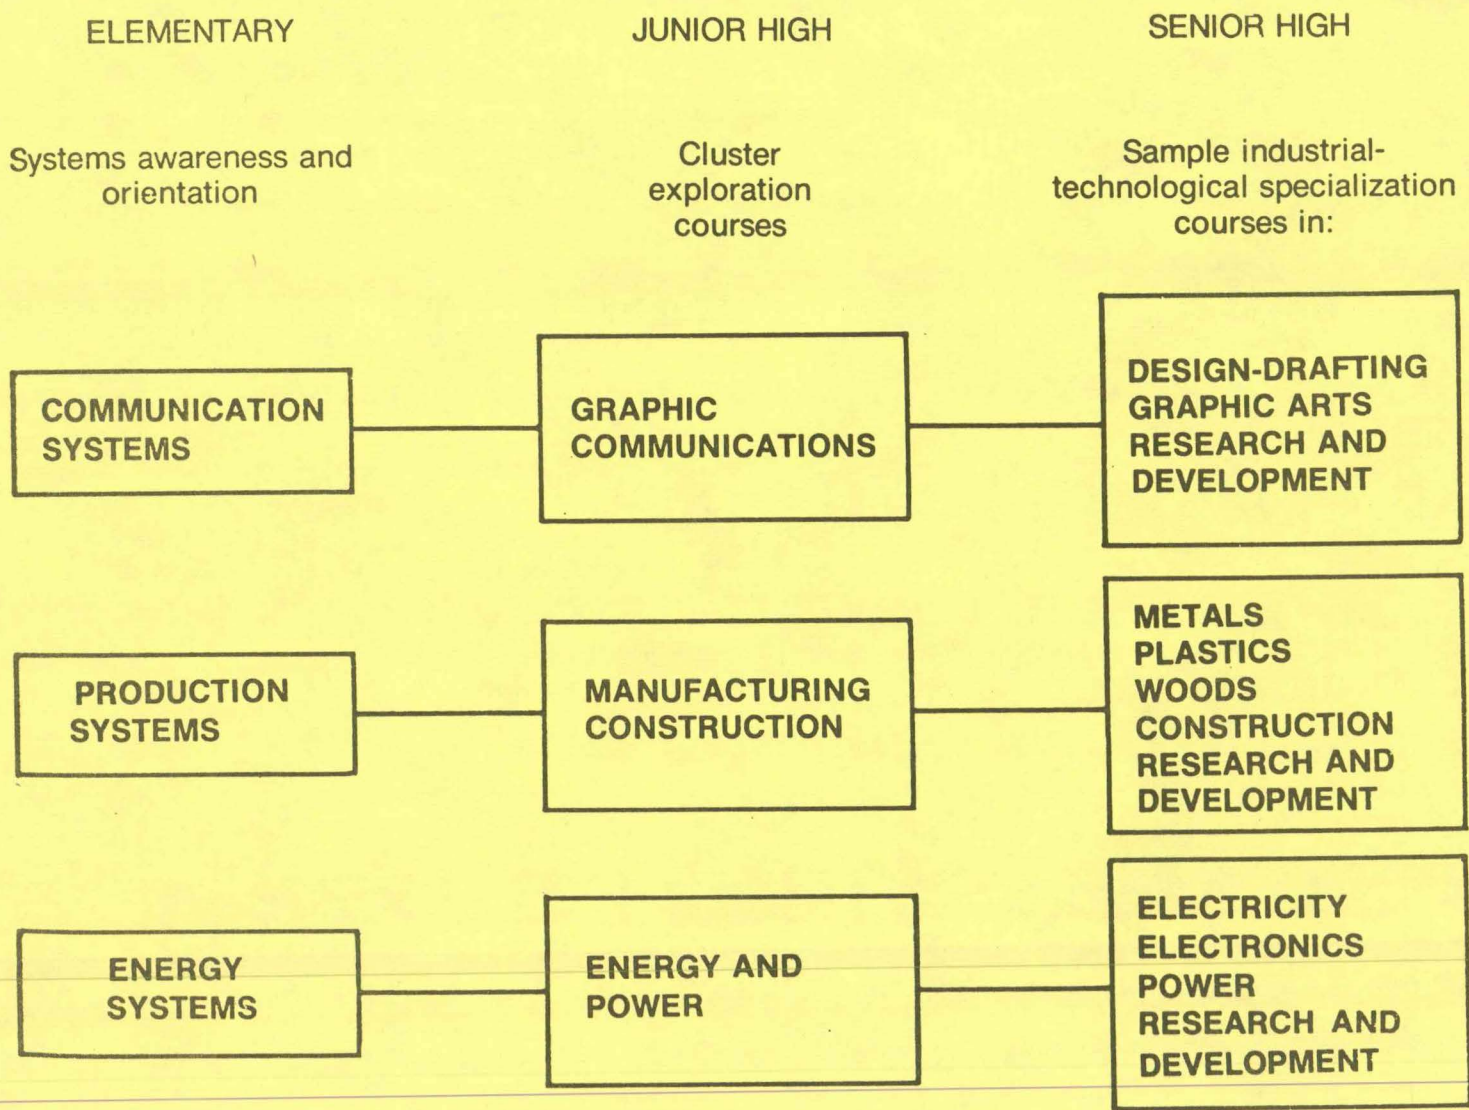 ELEMENTARY
JUNIOR HIGH
SENIOR HIGH
Systems awareness and
orientation
Cluster
exploration
courses
Sample industrial-
technological specialization
courses in:
COMMUNICATION
SYSTEMS
GRAPHIC
COMMUNICATIONS
DESIGN-DRAFTING
GRAPHIC ARTS
RESEARCH AND
DEVELOPMENT
PRODUCTION
SYSTEMS
MANUFACTURING
CONSTRUCTION
METALS
PLASTICS
WOODS
CONSTRUCTION
RESEARCH AND
DEVELOPMENT
ENERGY
SYSTEMS
ENERGY AND
POWER
ELECTRICITY
ELECTRONICS
POWER
RESEARCH AND
DEVELOPMENT